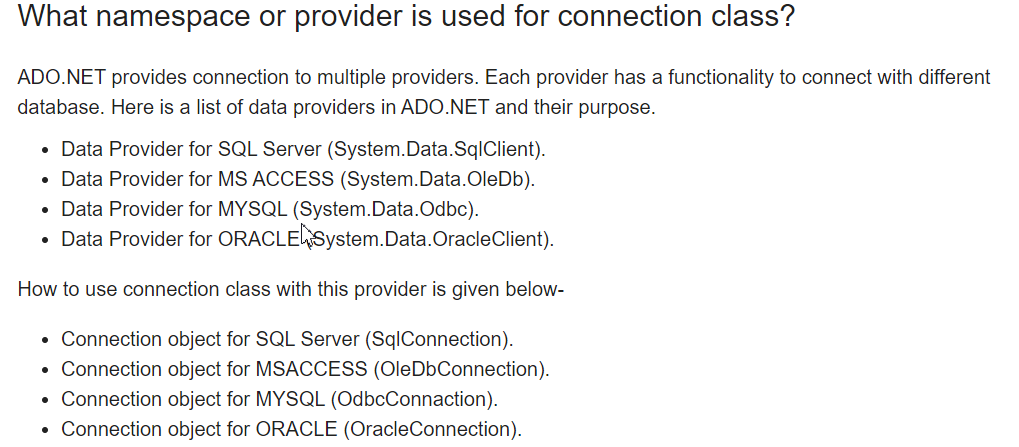 What namespace or provider is used for connection class?
ADO.NET provides connection to multiple providers. Each provider has a functionality to connect with different
database. Here is a list of data providers in ADO.NET and their purpose.
• Data Provider for SQL Server (System.Data.SqlClient).
• Data Provider for MS ACCESS (System.Data.OleDb).
• Data Provider for MYSQL (System.Data.Odbc).
• Data Provider for ORACLE (System.Data.OracleClient).
How to use connection class with this provider is given below-
• Connection object for SQL Server (SqlConnection).
• Connection object for MSACCESS (OleDbConnection).
• Connection object for MYSQL (OdbcConnaction).
• Connection object for ORACLE (OracleConnection).